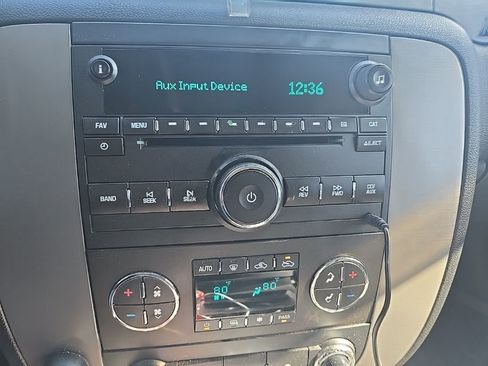 Aux Input Device 12:36
FAV MENU CAT
EJECT
BAND SEEK SEEK REV FWD CD/AUX
AUTO
80° 80°
PASS